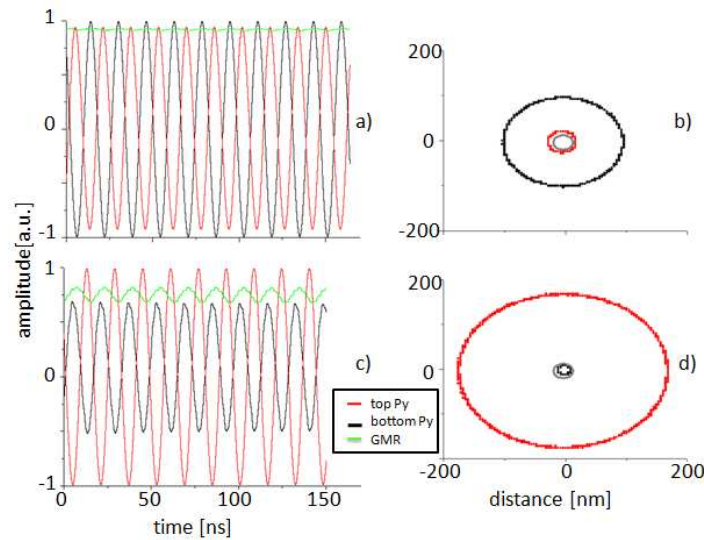 1
0
-1
a)
200
0
-200
b)
amplitude[a.u.]
1
0
-1
c)
0
50
100
150
time [ns]
top Py
bottom Py
GMR
200
0
-200
d)
-200
0
200
distance [nm]